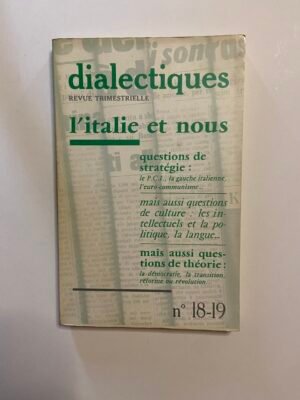 dialectiques
REVUE TRIMESTRIELLE
l'italie et nous
questions de
stratégie :
le P.C.I., la gauche italienne,
l'euro-communisme...
mais aussi questions
de culture : les in-
tellectuels et la po-
litique, la langue...
mais aussi ques-
tions de théorie :
la démocratie, la transition,
réforme ou révolution
n° 18-19